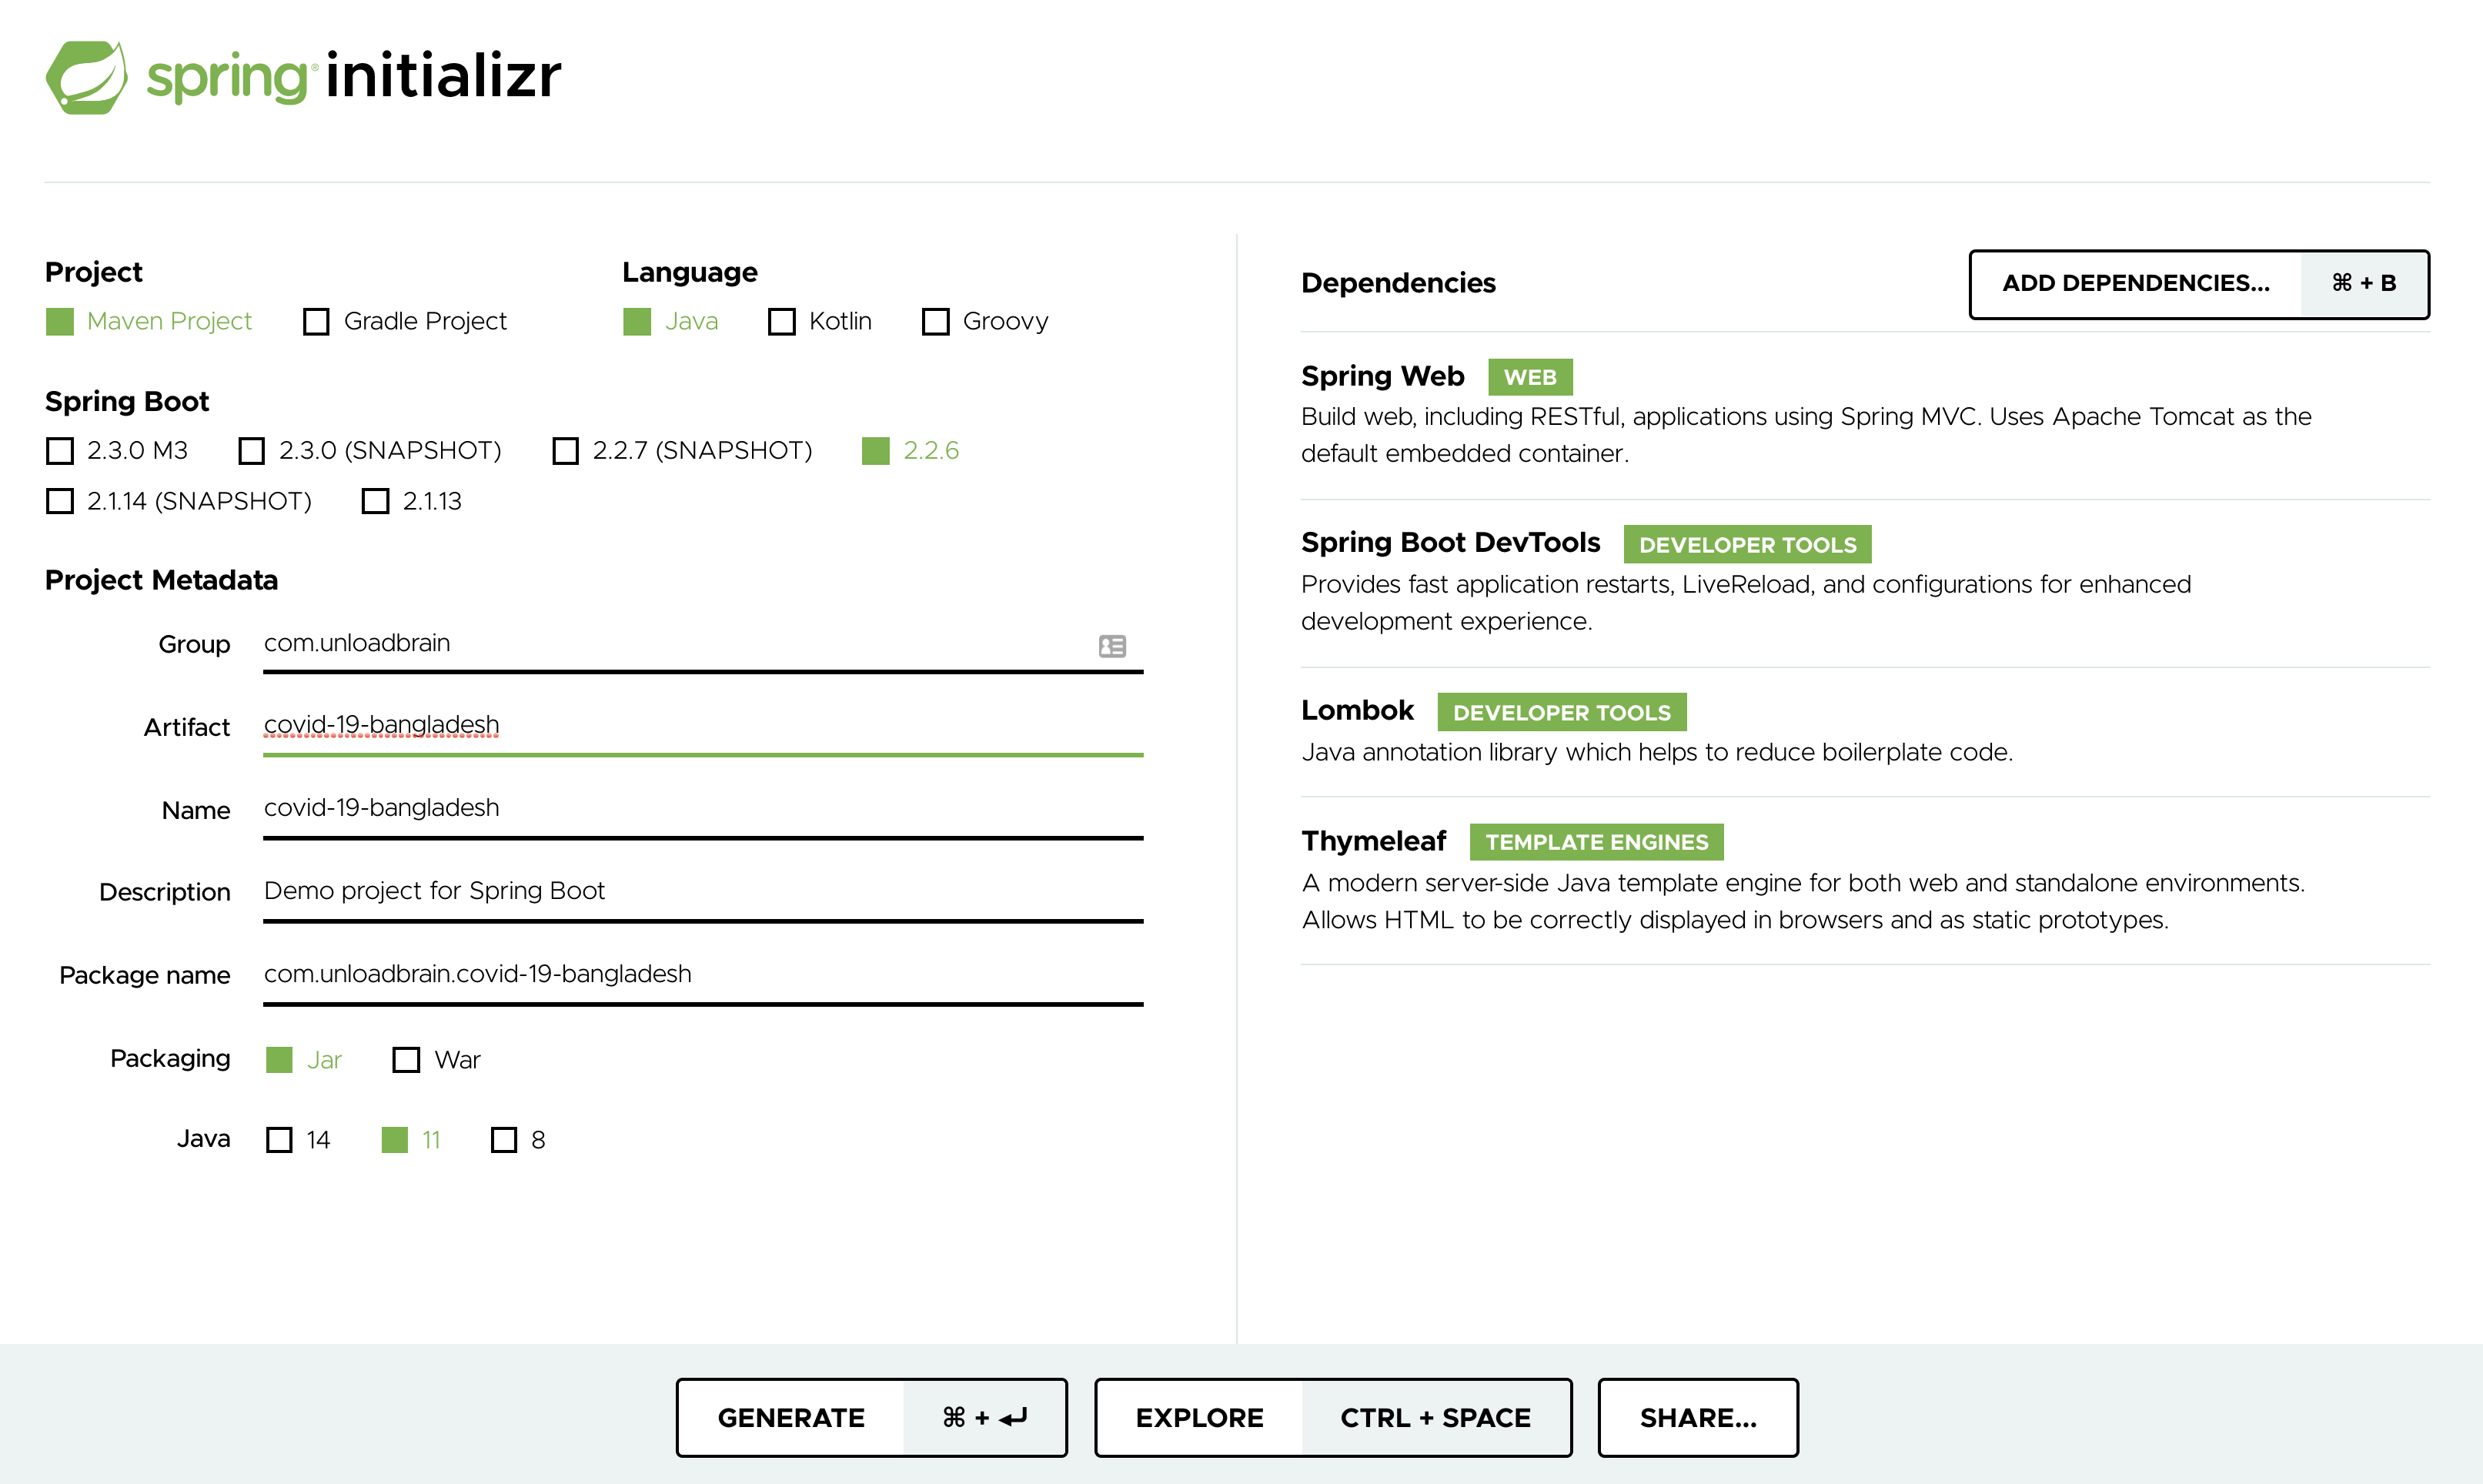 spring® initializr
Project
Maven Project Gradle Project
Language
Java Kotlin Groovy
Spring Boot
2.3.0 M3 2.3.0 (SNAPSHOT) 2.2.7 (SNAPSHOT) 2.2.6
2.1.14 (SNAPSHOT) 2.1.13
Project Metadata
Group com.unloadbrain
Artifact covid-19-bangladesh
Name covid-19-bangladesh
Description Demo project for Spring Boot
Package name com.unloadbrain.covid-19-bangladesh
Packaging Jar War
Java 14 11 8
Dependencies ADD DEPENDENCIES... ⌘ + B
Spring Web WEB
Build web, including RESTful, applications using Spring MVC. Uses Apache Tomcat as the
default embedded container.
Spring Boot DevTools DEVELOPER TOOLS
Provides fast application restarts, LiveReload, and configurations for enhanced
development experience.
Lombok DEVELOPER TOOLS
Java annotation library which helps to reduce boilerplate code.
Thymeleaf TEMPLATE ENGINES
A modern server-side Java template engine for both web and standalone environments.
Allows HTML to be correctly displayed in browsers and as static prototypes.
GENERATE ⌘ + ↵ EXPLORE CTRL + SPACE SHARE...